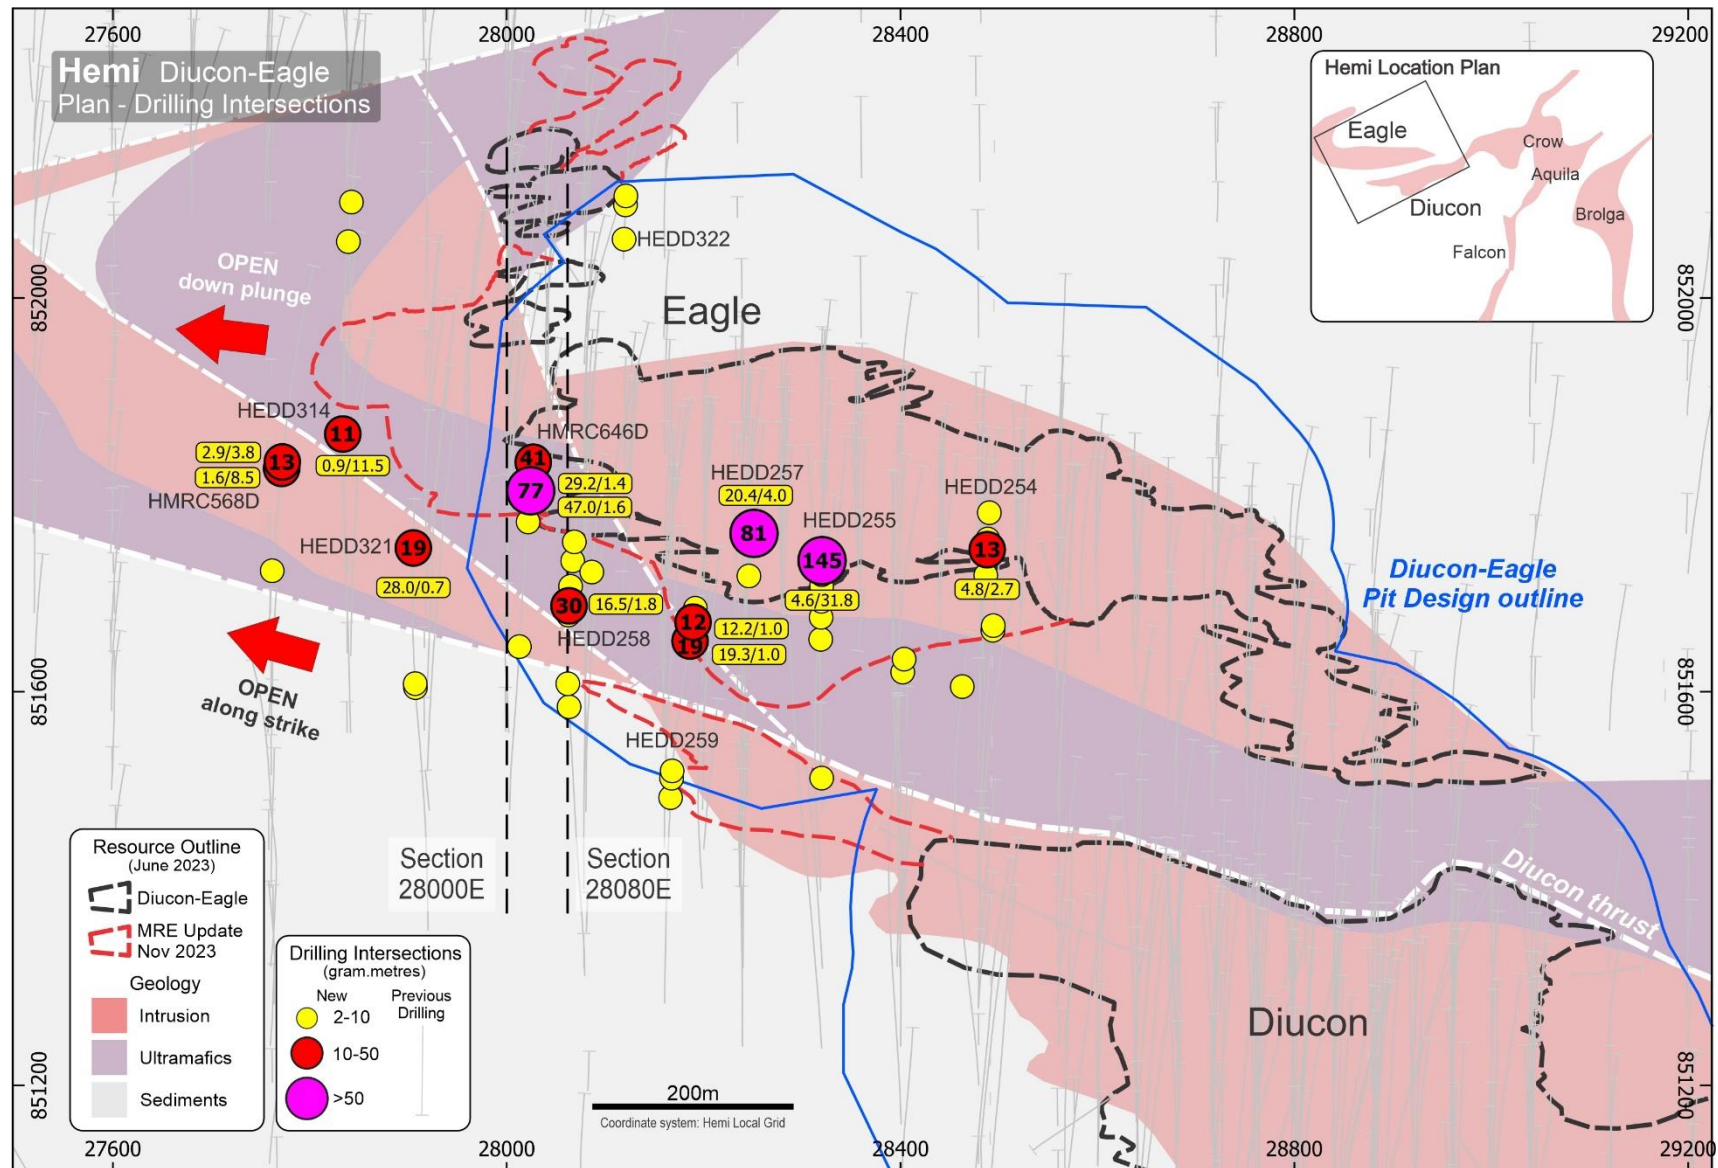 27600
28000
28400
28800
29200
Hemi Diucon-Eagle
Plan - Drilling Intersections
Hemi Location Plan
Eagle
Crow
Aquila
Diucon
Brolga
Falcon
852000
852000
OPEN
down plunge
HEDD322
Eagle
HEDD314
11
2.9/3.8
13
1.6/8.5
0.9/11.5
HMRC568D
HMRC646D
41
77
29.2/1.4
47.0/1.6
HEDD257
20.4/4.0
81
HEDD255
145
4.6/31.8
HEDD254
13
4.8/2.7
HEDD321
19
28.0/0.7
30
16.5/1.8
HEDD258
12
12.2/1.0
19
19.3/1.0
Diucon-Eagle
Pit Design outline
851600
851600
OPEN
along strike
HEDD259
Section
28000E
Section
28080E
Diucon thrust
Diucon
Resource Outline
(June 2023)
Diucon-Eagle
MRE Update
Nov 2023
Geology
Intrusion
Ultramafics
Sediments
Drilling Intersections
(gram.metres)
New
Previous
Drilling
2-10
10-50
>50
200m
Coordinate system: Hemi Local Grid
851200
851200
27600
28000
28400
28800
29200